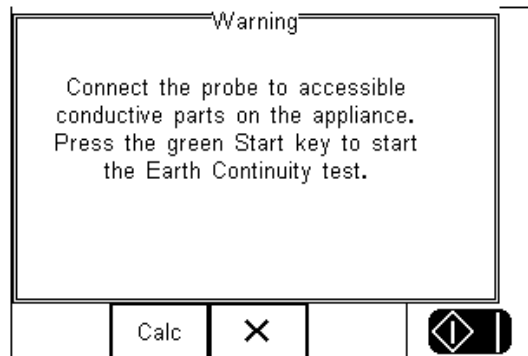 Warning
Connect the probe to accessible
conductive parts on the appliance.
Press the green Start key to start
the Earth Continuity test.
Calc